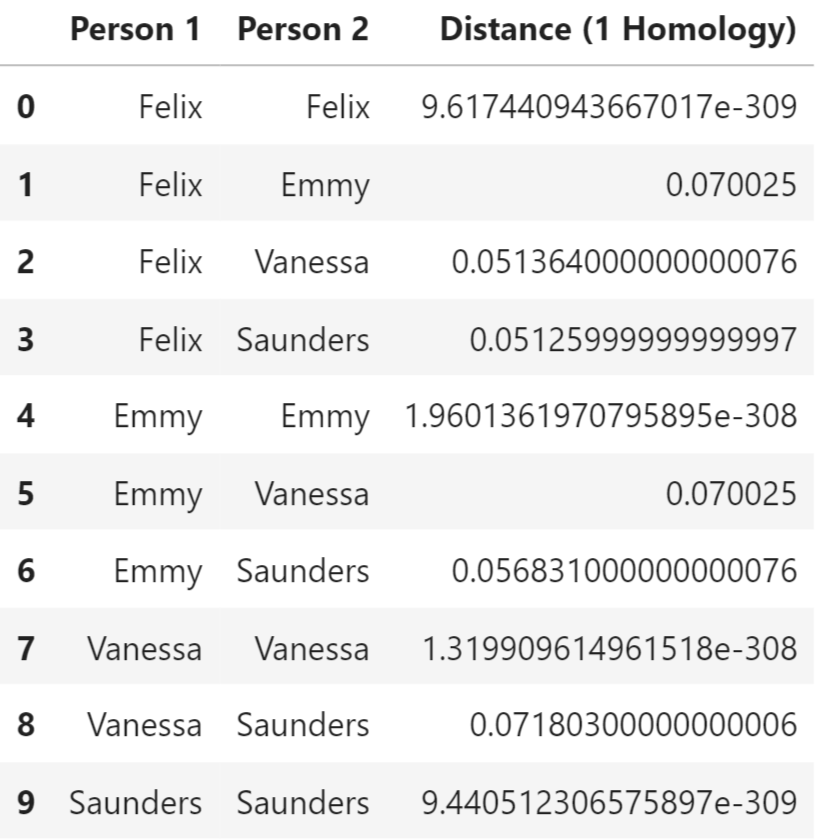 Person 1 Person 2 Distance (1 Homology)
0 Felix Felix 9.617440943667017e-309
1 Felix Emmy 0.070025
2 Felix Vanessa 0.051364000000000076
3 Felix Saunders 0.05125999999999997
4 Emmy Emmy 1.9601361970795895e-308
5 Emmy Vanessa 0.070025
6 Emmy Saunders 0.056831000000000076
7 Vanessa Vanessa 1.319909614961518e-308
8 Vanessa Saunders 0.07180300000000006
9 Saunders Saunders 9.440512306575897e-309